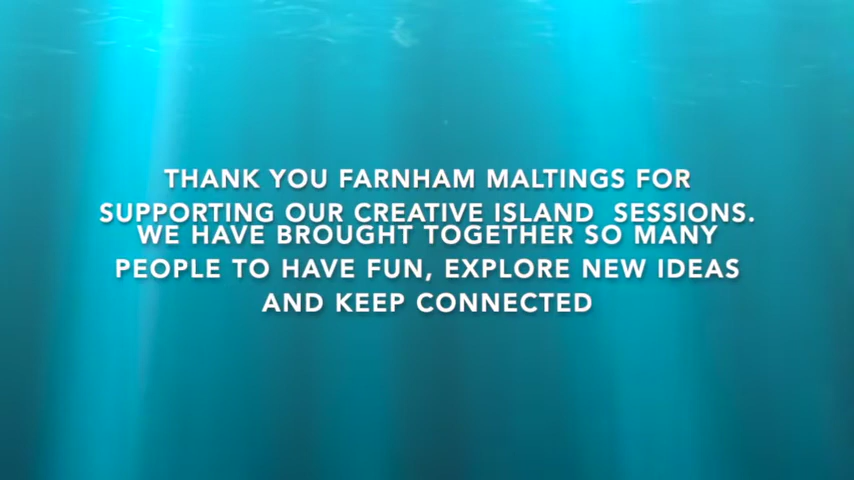 THANK YOU FARNHAM MALTINGS FOR
SUPPORTING OUR CREATIVE ISLAND  SESSIONS.
WE HAVE BROUGHT TOGETHER SO MANY
PEOPLE TO HAVE FUN, EXPLORE NEW IDEAS
AND KEEP CONNECTED